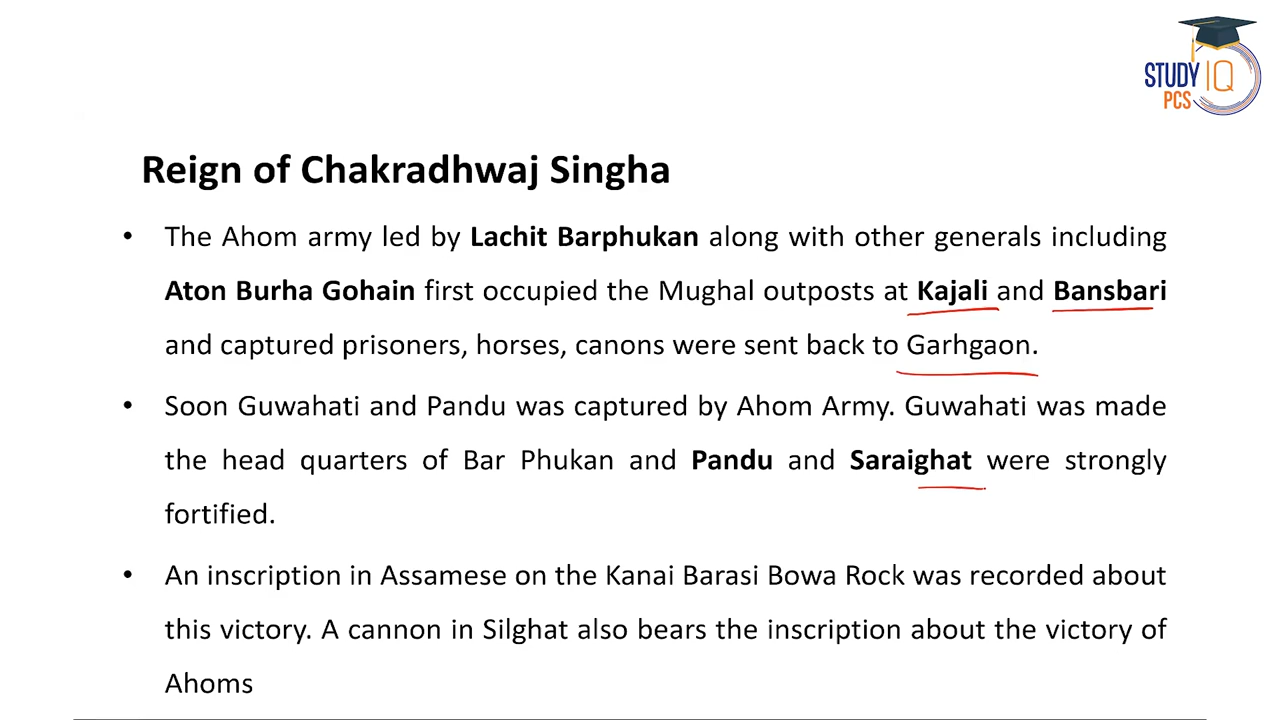 STUDY IQ
PCS
Reign of Chakradhwaj Singha
• The Ahom army led by Lachit Barphukan along with other generals including
Aton Burha Gohain first occupied the Mughal outposts at Kajali and Bansbari
and captured prisoners, horses, canons were sent back to Garhgaon.
• Soon Guwahati and Pandu was captured by Ahom Army. Guwahati was made
the head quarters of Bar Phukan and Pandu and Saraighat were strongly
fortified.
• An inscription in Assamese on the Kanai Barasi Bowa Rock was recorded about
this victory. A cannon in Silghat also bears the inscription about the victory of
Ahoms